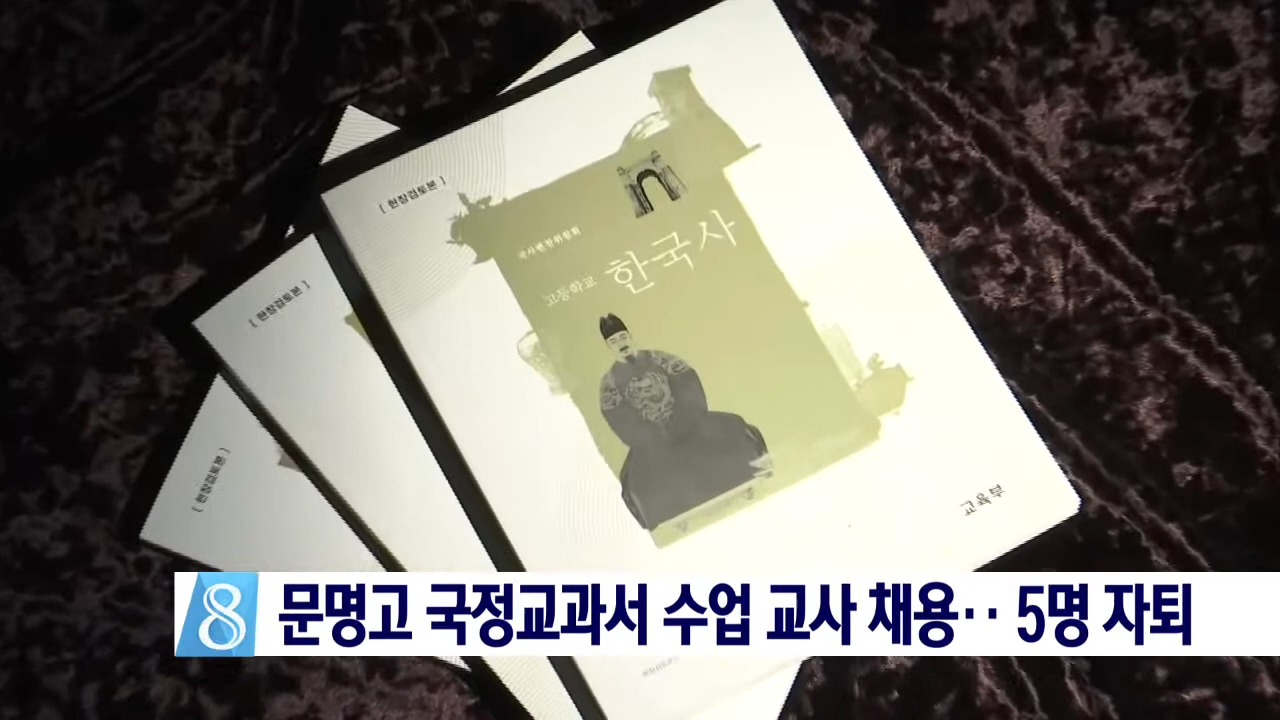 [ 현장검토본 ]
국사편찬위원회
고등학교 한국사
교육부
[ 현장검토본 ]
[ 현장검토본 ]
8 문명고 국정교과서 수업 교사 채용‥ 5명 자퇴